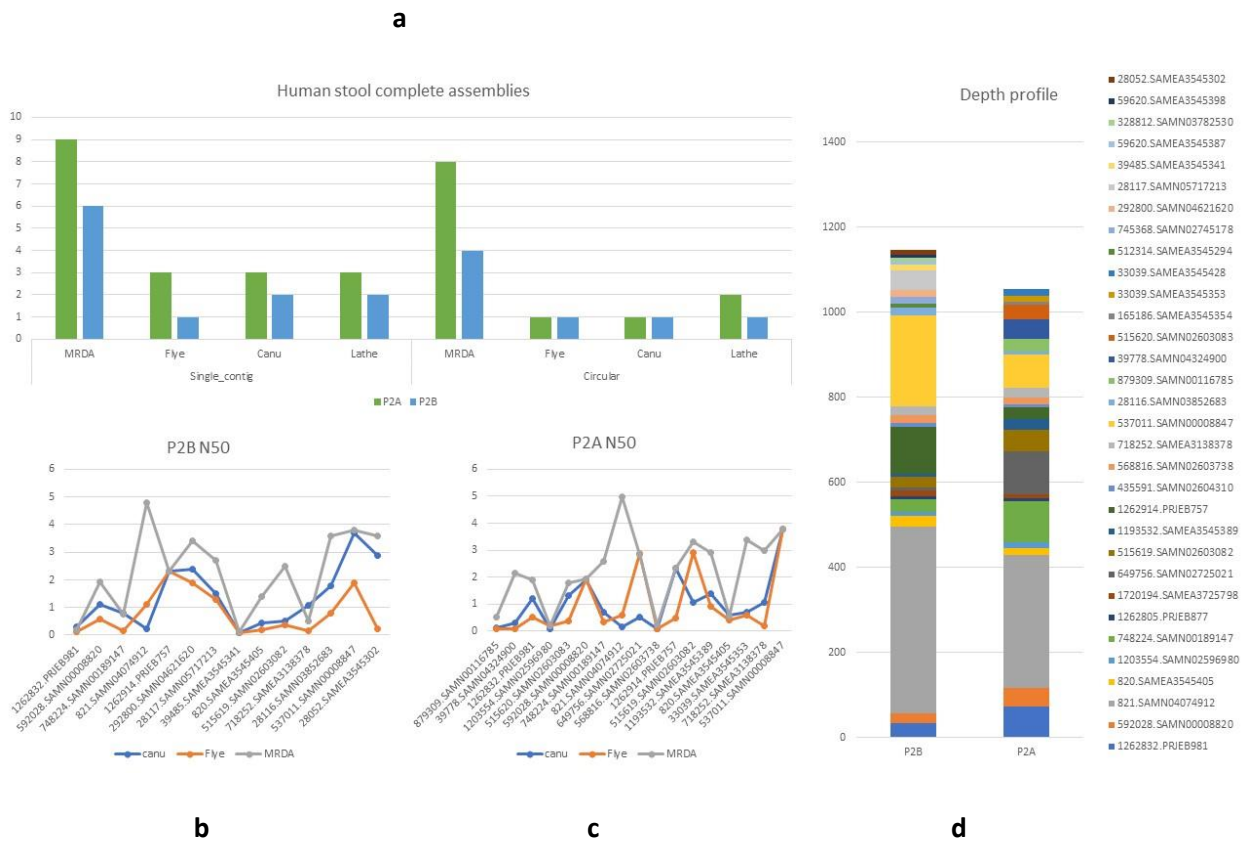 a
Human stool complete assemblies
10
9
8
7
6
5
4
3
2
1
0
MRDA
Flye
Canu
Lathe
MRDA
Flye
Canu
Lathe
Single_contig
Circular
P2A
P2B
P2B N50
6
5
4
3
2
1
0
1262832.PRJEB981
592028.SAMN00008820
748224.SAMN00189147
821.SAMN04074912
1262914.PRJEB757
292800.SAMN04621620
28117.SAMN05717213
39485.SAMEA3545341
820.SAMEA3545405
515619.SAMN02603082
718252.SAMEA3138378
28116.SAMN03852683
537011.SAMN00008847
28052.SAMEA3545302
canu
Flye
MRDA
P2A N50
6
5
4
3
2
1
0
879309.SAMN00116785
39778.SAMN04324900
1262832.PRJEB981
1203554.SAMN02596980
515620.SAMN02603083
592028.SAMN00008820
748224.SAMN00189147
821.SAMN04074912
649756.SAMN02725021
568816.SAMN02603738
1262914.PRJEB757
515619.SAMN02603082
1193532.SAMEA3545389
820.SAMEA3545405
33039.SAMEA3545353
718252.SAMEA3138378
537011.SAMN00008847
canu
Flye
MRDA
Depth profile
1400
1200
1000
800
600
400
200
0
P2B
P2A
28052.SAMEA3545302
59620.SAMEA3545398
328812.SAMN03782530
59620.SAMEA3545387
39485.SAMEA3545341
28117.SAMN05717213
292800.SAMN04621620
745368.SAMN02745178
512314.SAMEA3545294
33039.SAMEA3545428
33039.SAMEA3545353
165186.SAMEA3545354
515620.SAMN02603083
39778.SAMN04324900
879309.SAMN00116785
28116.SAMN03852683
537011.SAMN00008847
718252.SAMEA3138378
568816.SAMN02603738
435591.SAMN02604310
1262914.PRJEB757
1193532.SAMEA3545389
515619.SAMN02603082
649756.SAMN02725021
1720194.SAMEA3725798
1262805.PRJEB877
748224.SAMN00189147
1203554.SAMN02596980
820.SAMEA3545405
821.SAMN04074912
592028.SAMN00008820
1262832.PRJEB981
b
c
d